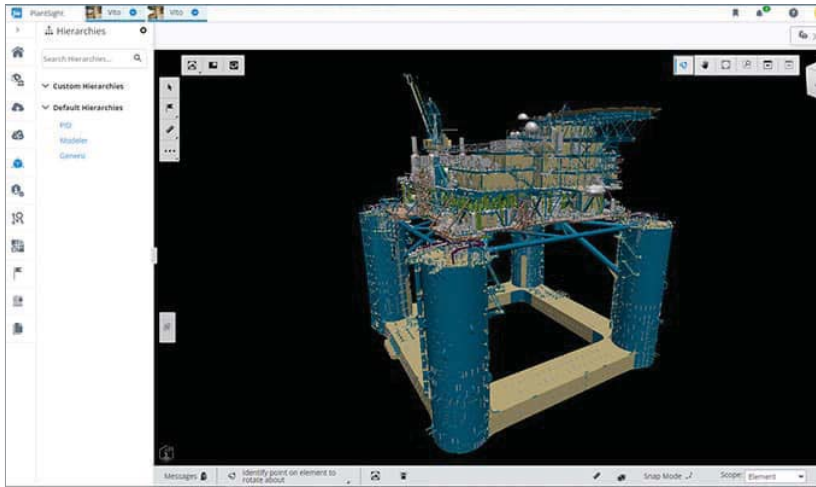 PlantSight
Vito
Vito
Hierarchies
Search Hierarchies...
Custom Hierarchies
Default Hierarchies
PID
Modeler
Generic
Messages
Identify point on element to
rotate about
Snap Mode
Scope:
Element